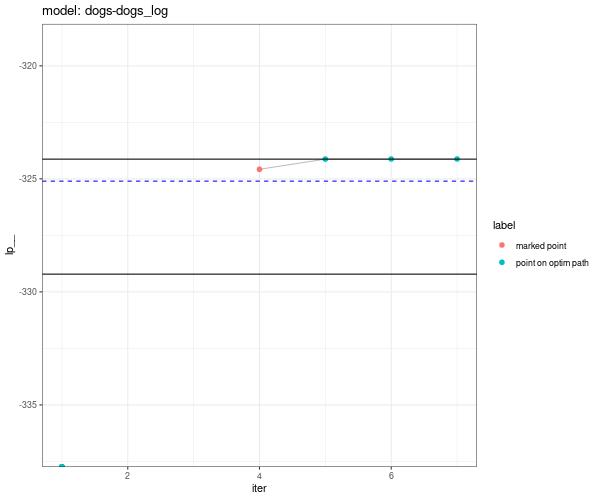 model: dogs-dogs_log
-320
-325
-330
-335
lp__
2
4
6
iter
label
marked point
point on optim path